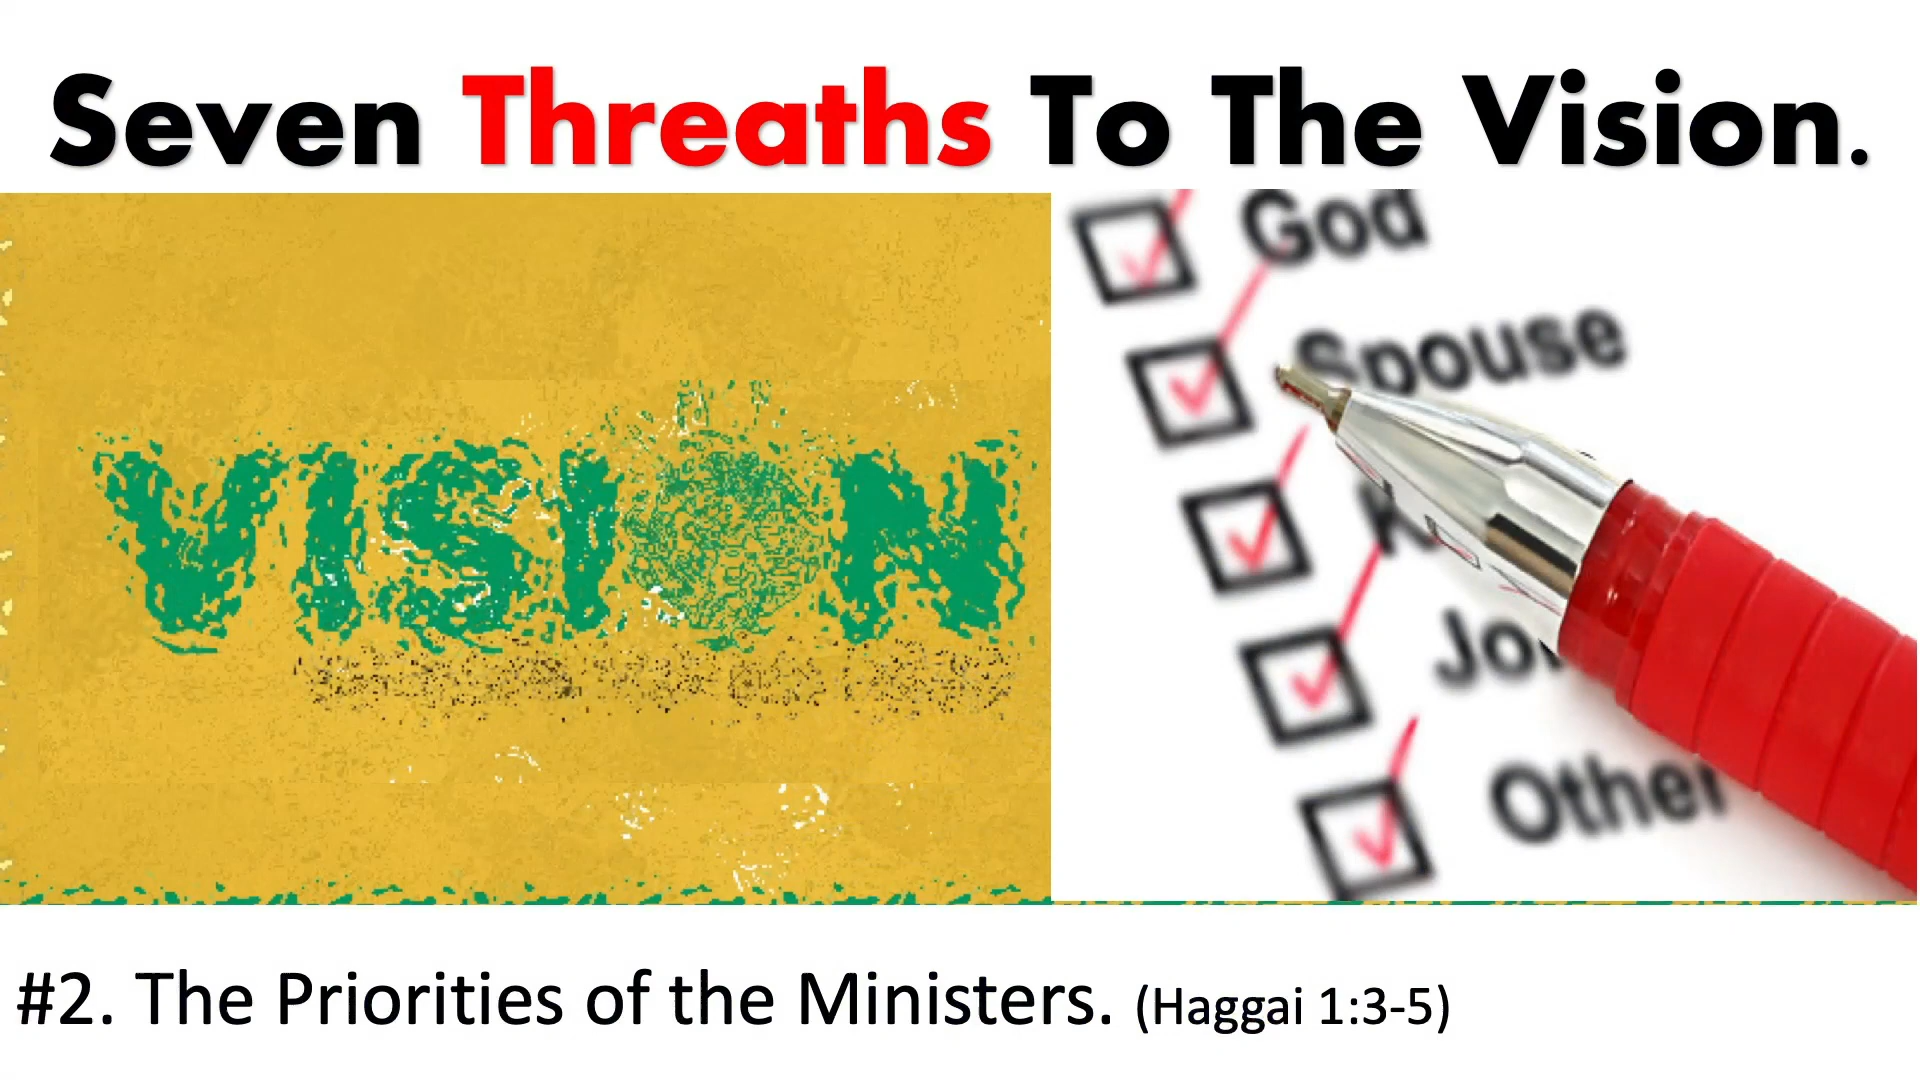 Seven Threaths To The Vision.
VISION
God
Spouse
Other
#2. The Priorities of the Ministers. (Haggai 1:3-5)